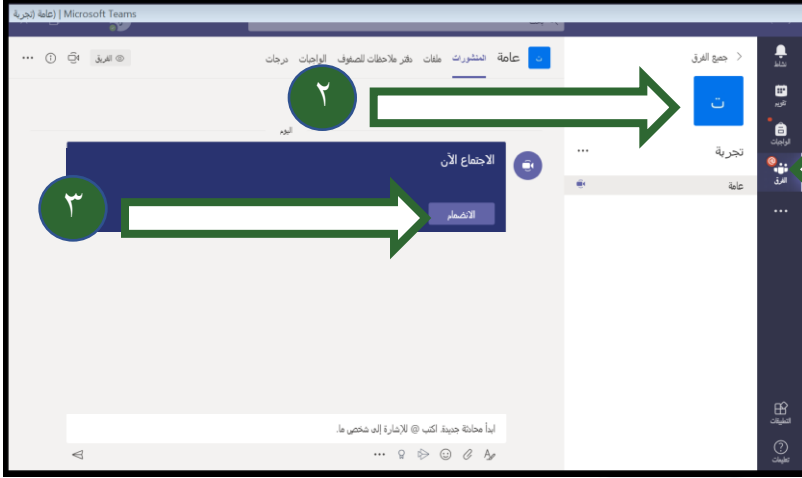 (عامة (تجربة | Microsoft Teams
نشاط
تقويم
الواجبات
الفرق
التطبيقات
تعليمات
جميع الفرق
ت
تجربة
عامة
ت
عامة
المنشورات ملفات دفتر ملاحظات للصفوف الواجبات درجات
الفريق
٢
اليوم
الاجتماع الآن
الانضمام
٣
ابدأ محادثة جديدة. اكتب @ للإشارة إلى شخص ما.